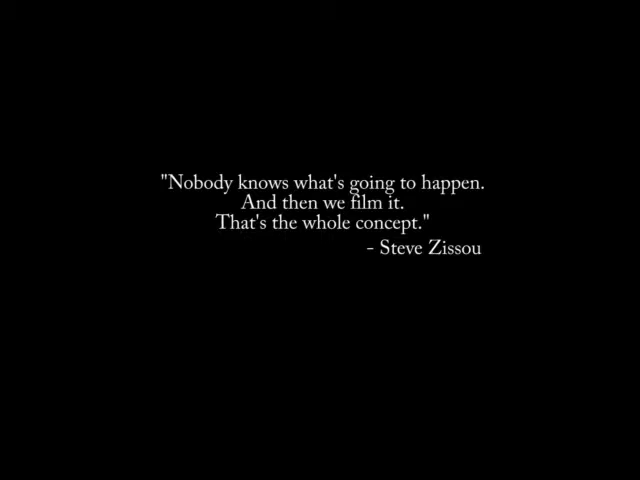 "Nobody knows what's going to happen.
And then we film it.
That's the whole concept."
- Steve Zissou